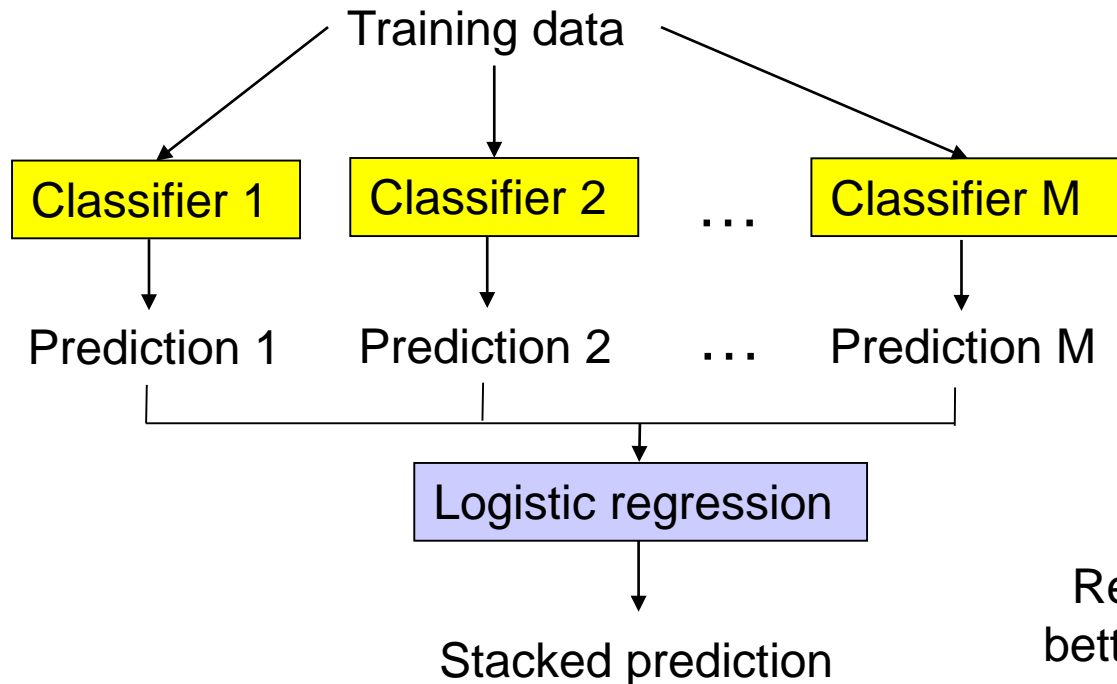 Training data
Classifier 1 Classifier 2 … Classifier M
Prediction 1 Prediction 2 … Prediction M
Logistic regression
Stacked prediction